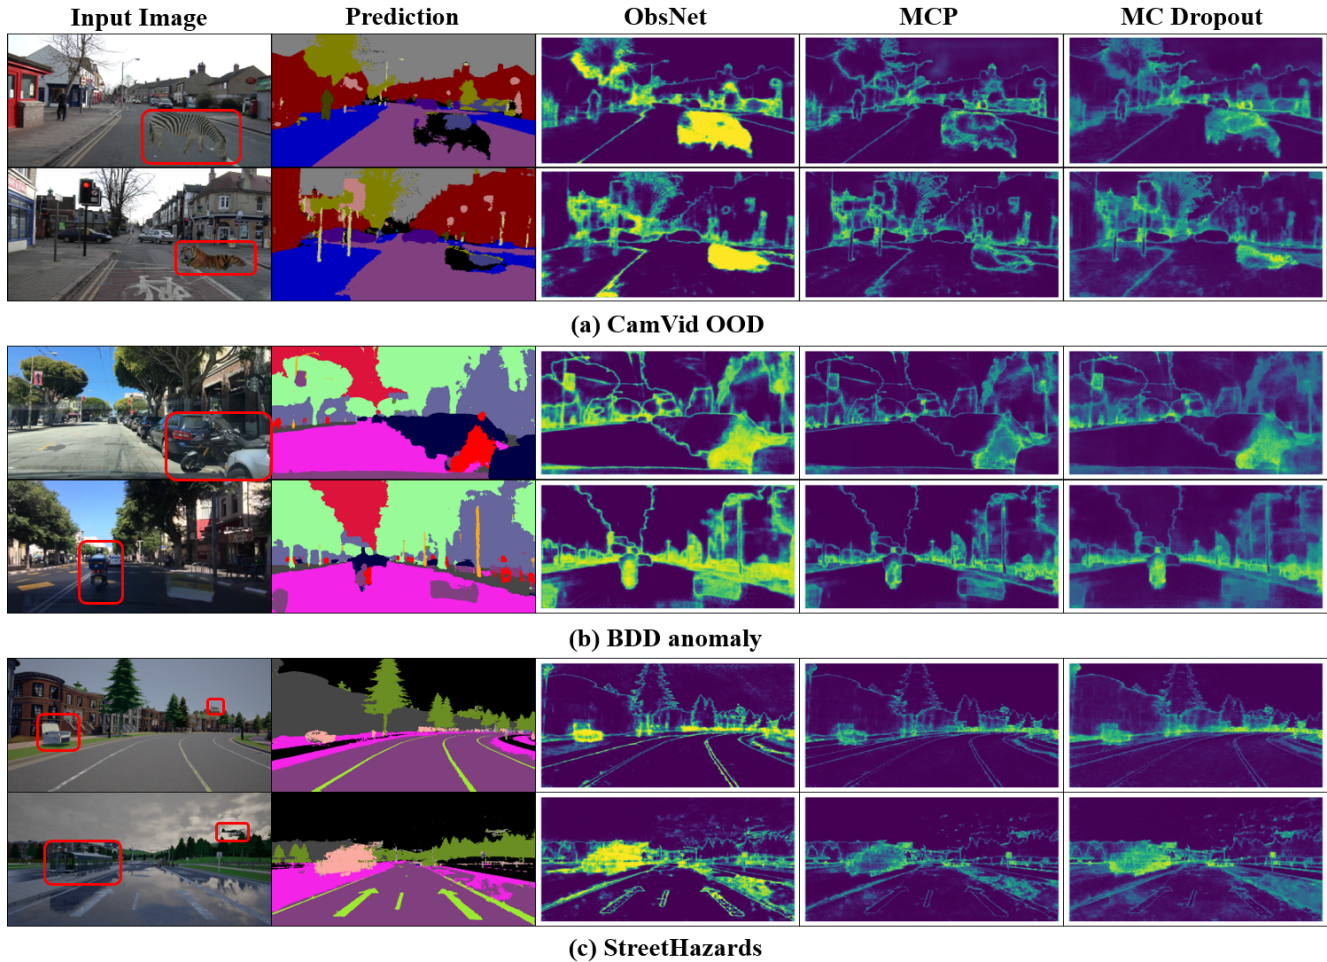 Input Image Prediction ObsNet MCP MC Dropout
(a) CamVid OOD
(b) BDD anomaly
(c) StreetHazards